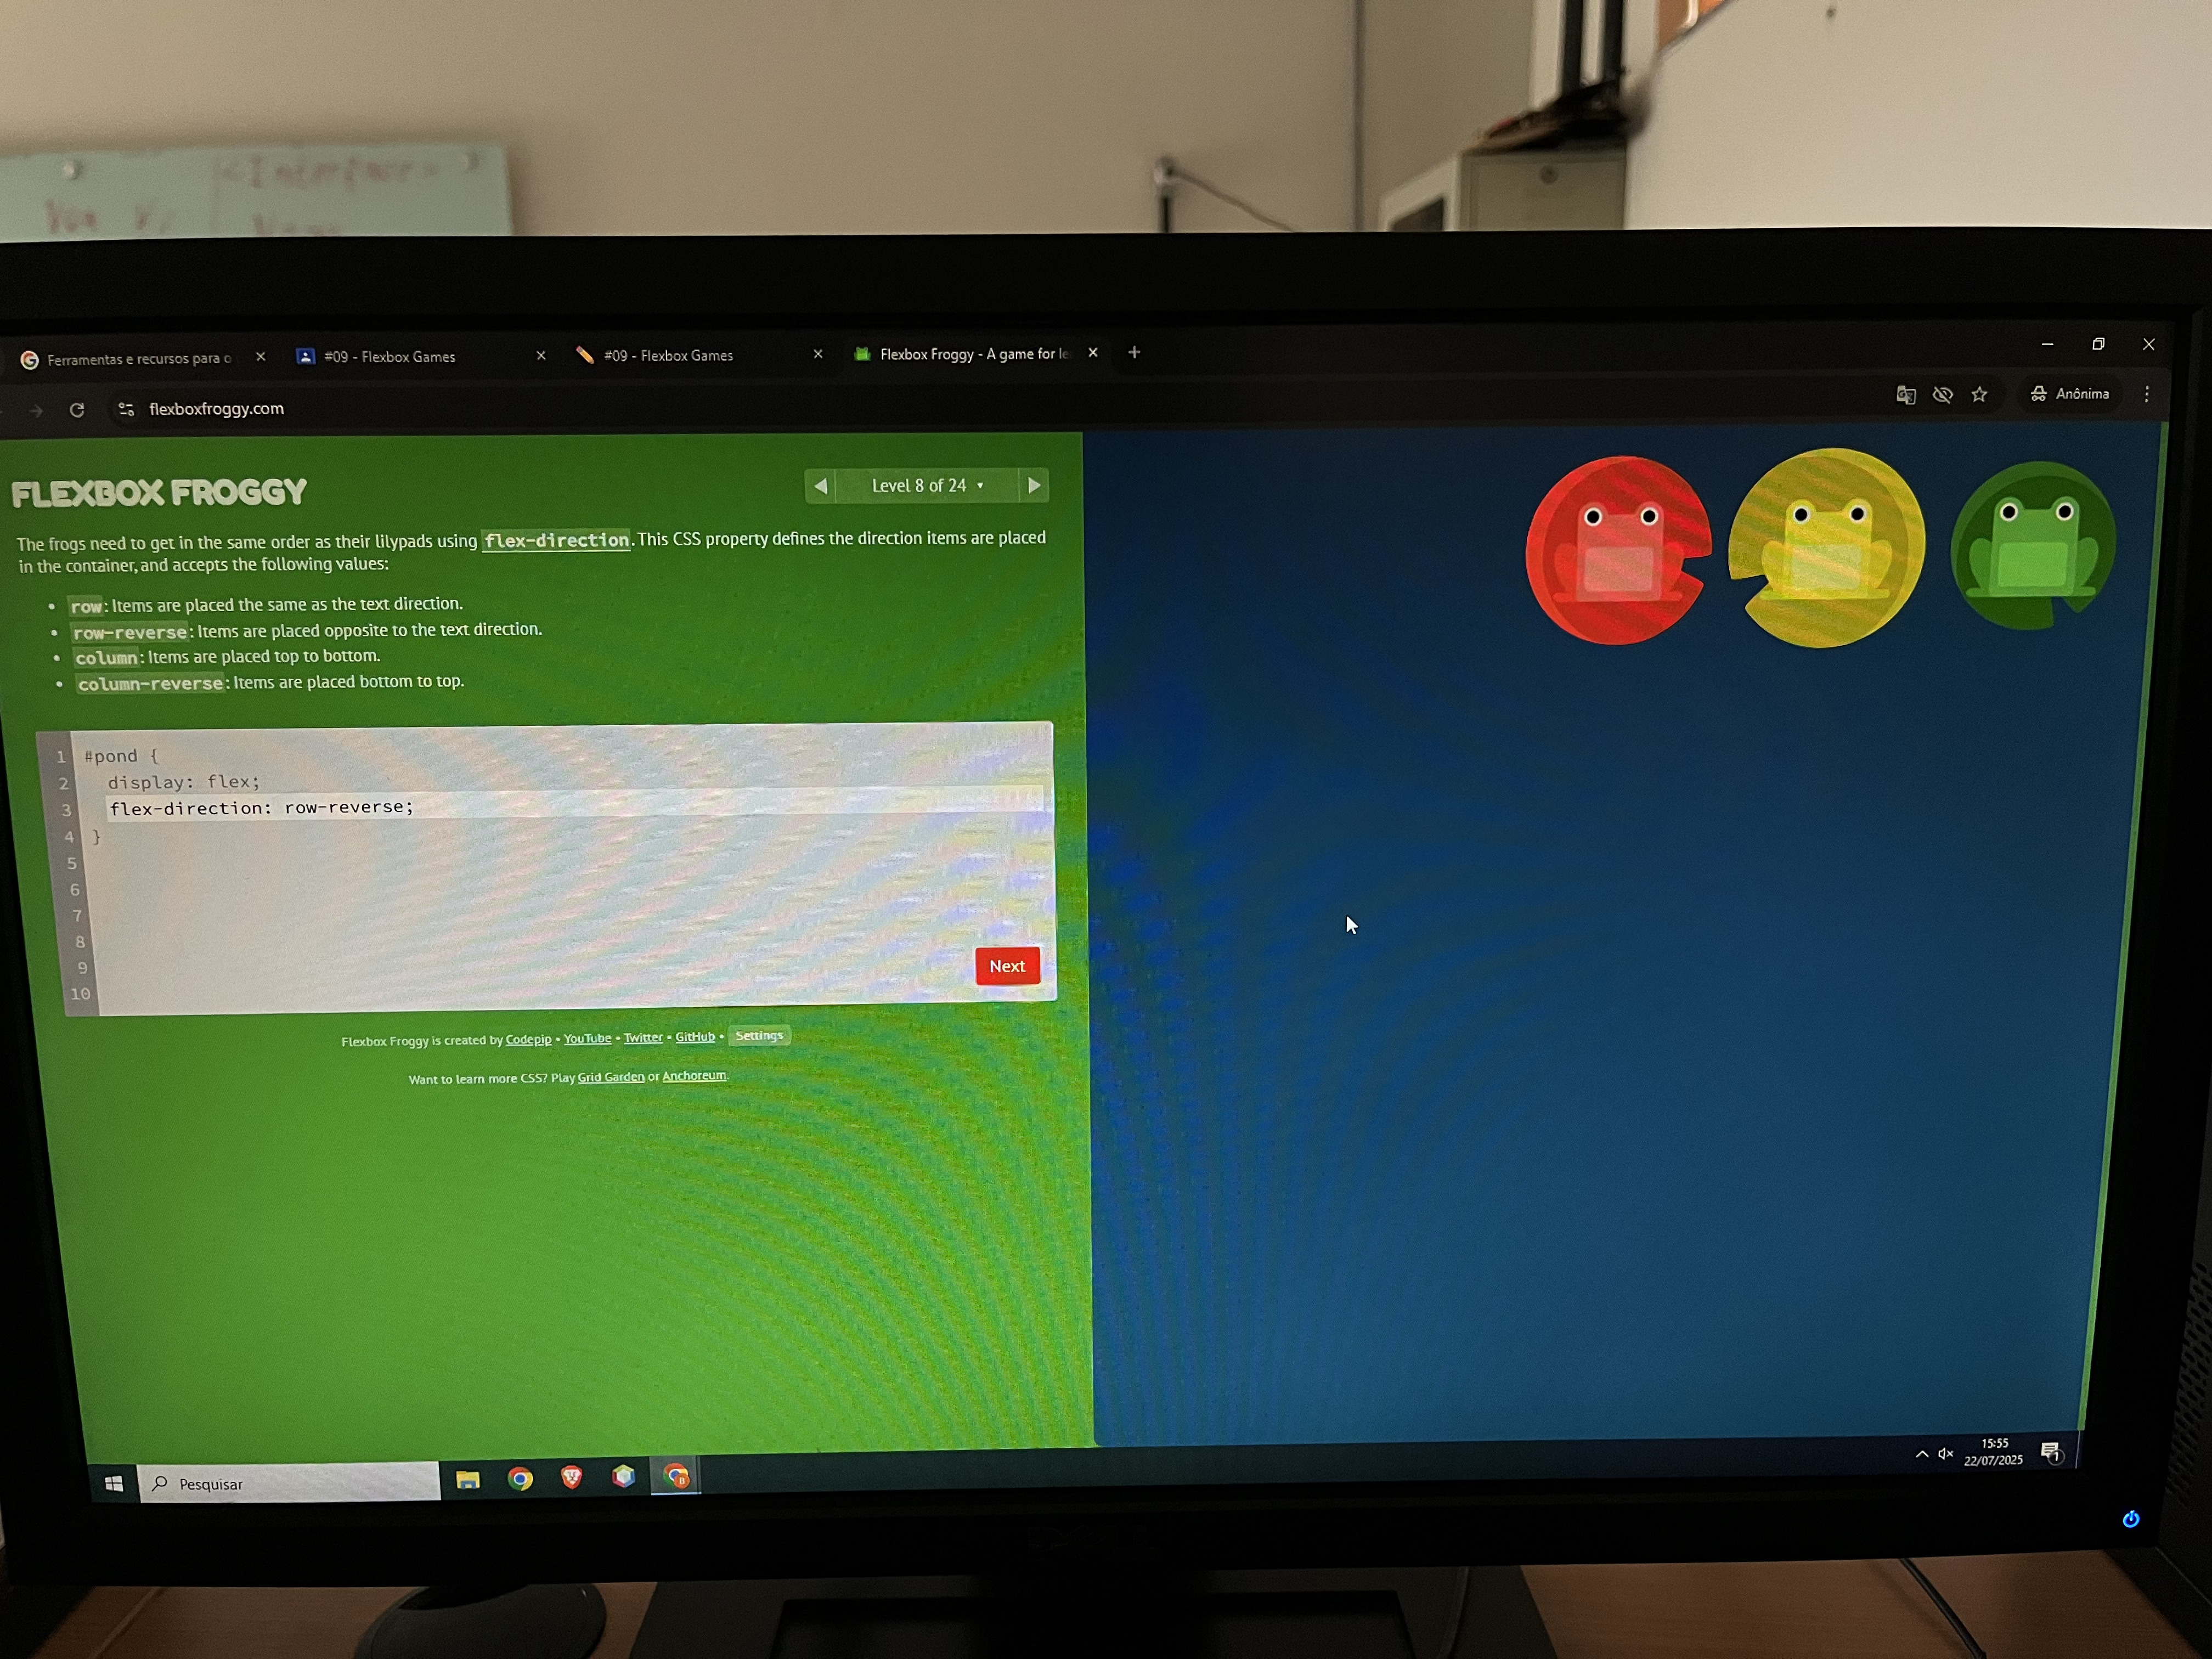 <Interface>
Ferramentas e recursos para o
#09 - Flexbox Games
#09 - Flexbox Games
Flexbox Froggy - A game for le
flexboxfroggy.com
Anônima
FLEXBOX FROGGY
Level 8 of 24
The frogs need to get in the same order as their lilypads using flex-direction. This CSS property defines the direction items are placed
in the container, and accepts the following values:
row: Items are placed the same as the text direction.
row-reverse: Items are placed opposite to the text direction.
column: Items are placed top to bottom.
column-reverse: Items are placed bottom to top.
1 #pond {
2 display: flex;
3 flex-direction: row-reverse;
4 }
5
6
7
8
9
10
Next
Flexbox Froggy is created by Codepip • YouTube • Twitter • GitHub • Settings
Want to learn more CSS? Play Grid Garden or Anchoreum.
Pesquisar
15:55
22/07/2025
1